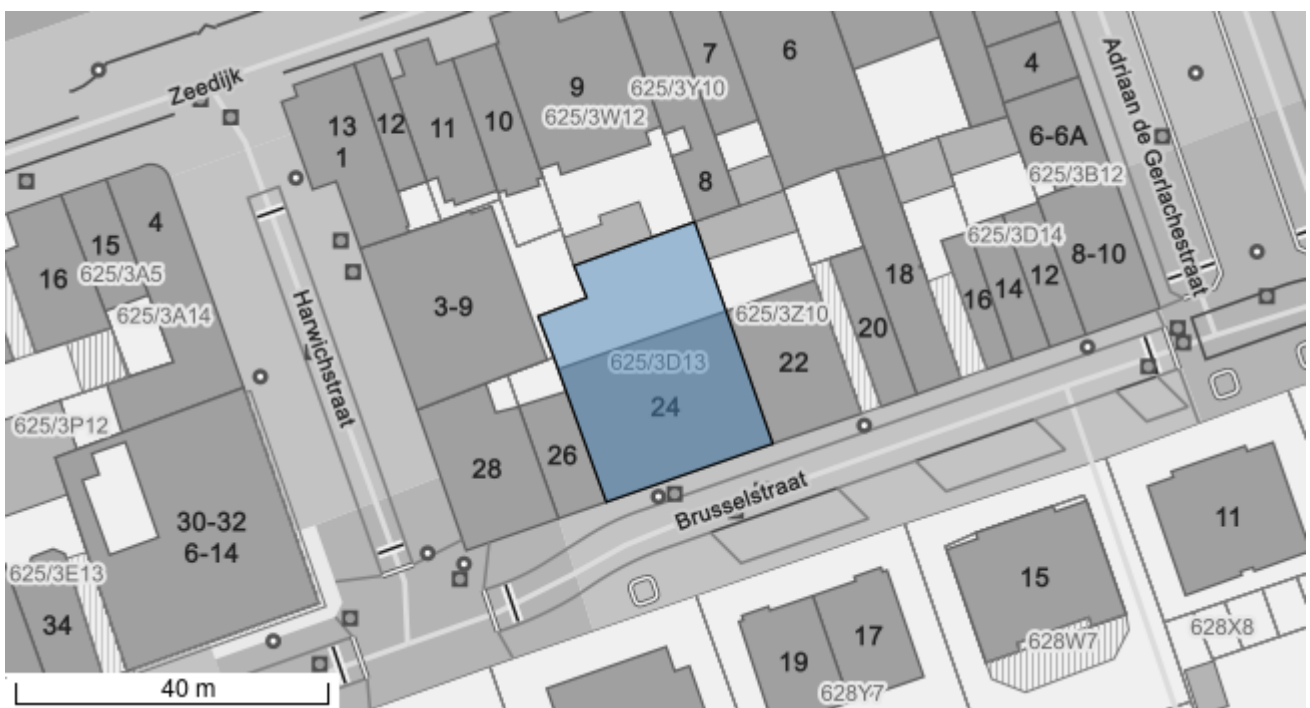 Zeedijk
13
1
12
11
10
9
625/3W12
7
625/3Y10
6
8
4
6-6A
625/3B12
Adriaan de Gerlachestraat
16
15
4
625/3A5
625/3A14
Harwichstraat
3-9
625/3D13
24
625/3Z10
22
20
18
625/3D14
16
14
12
8-10
625/3P12
28
26
30-32
6-14
625/3E13
34
Brusselstraat
11
15
628W7
628X8
17
19
628Y7
40 m